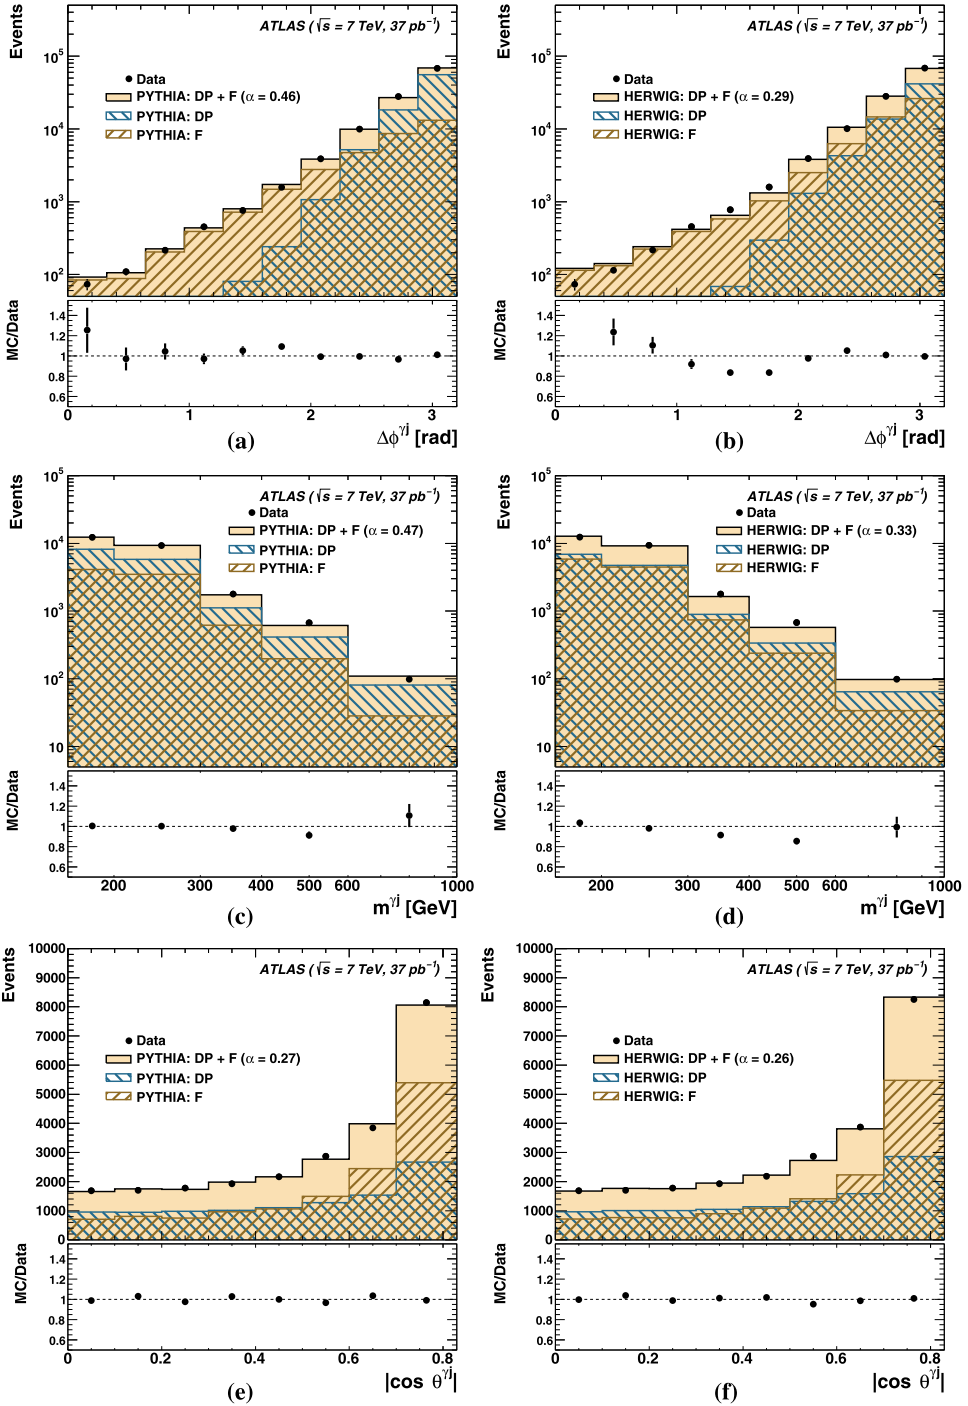 Events
ATLAS (√s = 7 TeV, 37 pb⁻¹)
10⁵
10⁴
10³
10²
Data
PYTHIA: DP + F (α = 0.46)
PYTHIA: DP
PYTHIA: F
MC/Data
1.4
1.2
1
0.8
0.6
0 1 2 3
(a)
Δϕ^γj [rad]
Events
ATLAS (√s = 7 TeV, 37 pb⁻¹)
10⁵
10⁴
10³
10²
Data
HERWIG: DP + F (α = 0.29)
HERWIG: DP
HERWIG: F
MC/Data
1.4
1.2
1
0.8
0.6
0 1 2 3
(b)
Δϕ^γj [rad]
Events
ATLAS (√s = 7 TeV, 37 pb⁻¹)
10⁵
10⁴
10³
10²
10
Data
PYTHIA: DP + F (α = 0.47)
PYTHIA: DP
PYTHIA: F
MC/Data
1.4
1.2
1
0.8
0.6
200 300 400 500 600 1000
(c)
m^γj [GeV]
Events
ATLAS (√s = 7 TeV, 37 pb⁻¹)
10⁵
10⁴
10³
10²
10
Data
HERWIG: DP + F (α = 0.33)
HERWIG: DP
HERWIG: F
MC/Data
1.4
1.2
1
0.8
0.6
200 300 400 500 600 1000
(d)
m^γj [GeV]
Events
ATLAS (√s = 7 TeV, 37 pb⁻¹)
10000
9000
8000
7000
6000
5000
4000
3000
2000
1000
0
Data
PYTHIA: DP + F (α = 0.27)
PYTHIA: DP
PYTHIA: F
MC/Data
1.4
1.2
1
0.8
0.6
0 0.2 0.4 0.6 0.8
(e)
|cos θ^γj|
Events
ATLAS (√s = 7 TeV, 37 pb⁻¹)
10000
9000
8000
7000
6000
5000
4000
3000
2000
1000
0
Data
HERWIG: DP + F (α = 0.26)
HERWIG: DP
HERWIG: F
MC/Data
1.4
1.2
1
0.8
0.6
0 0.2 0.4 0.6 0.8
(f)
|cos θ^γj|